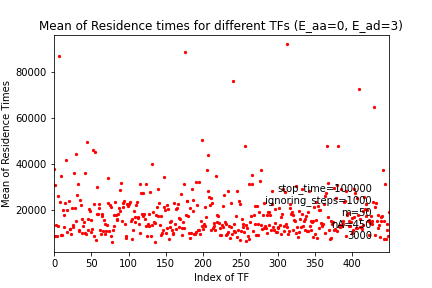 Mean of Residence times for different TFs (E_aa=0, E_ad=3)
Mean of Residence Times
80000
60000
40000
20000
stop_time=100000
ignoring_steps=1000
m=50
3000
0
50
100
150
200
250
300
350
400
Index of TF